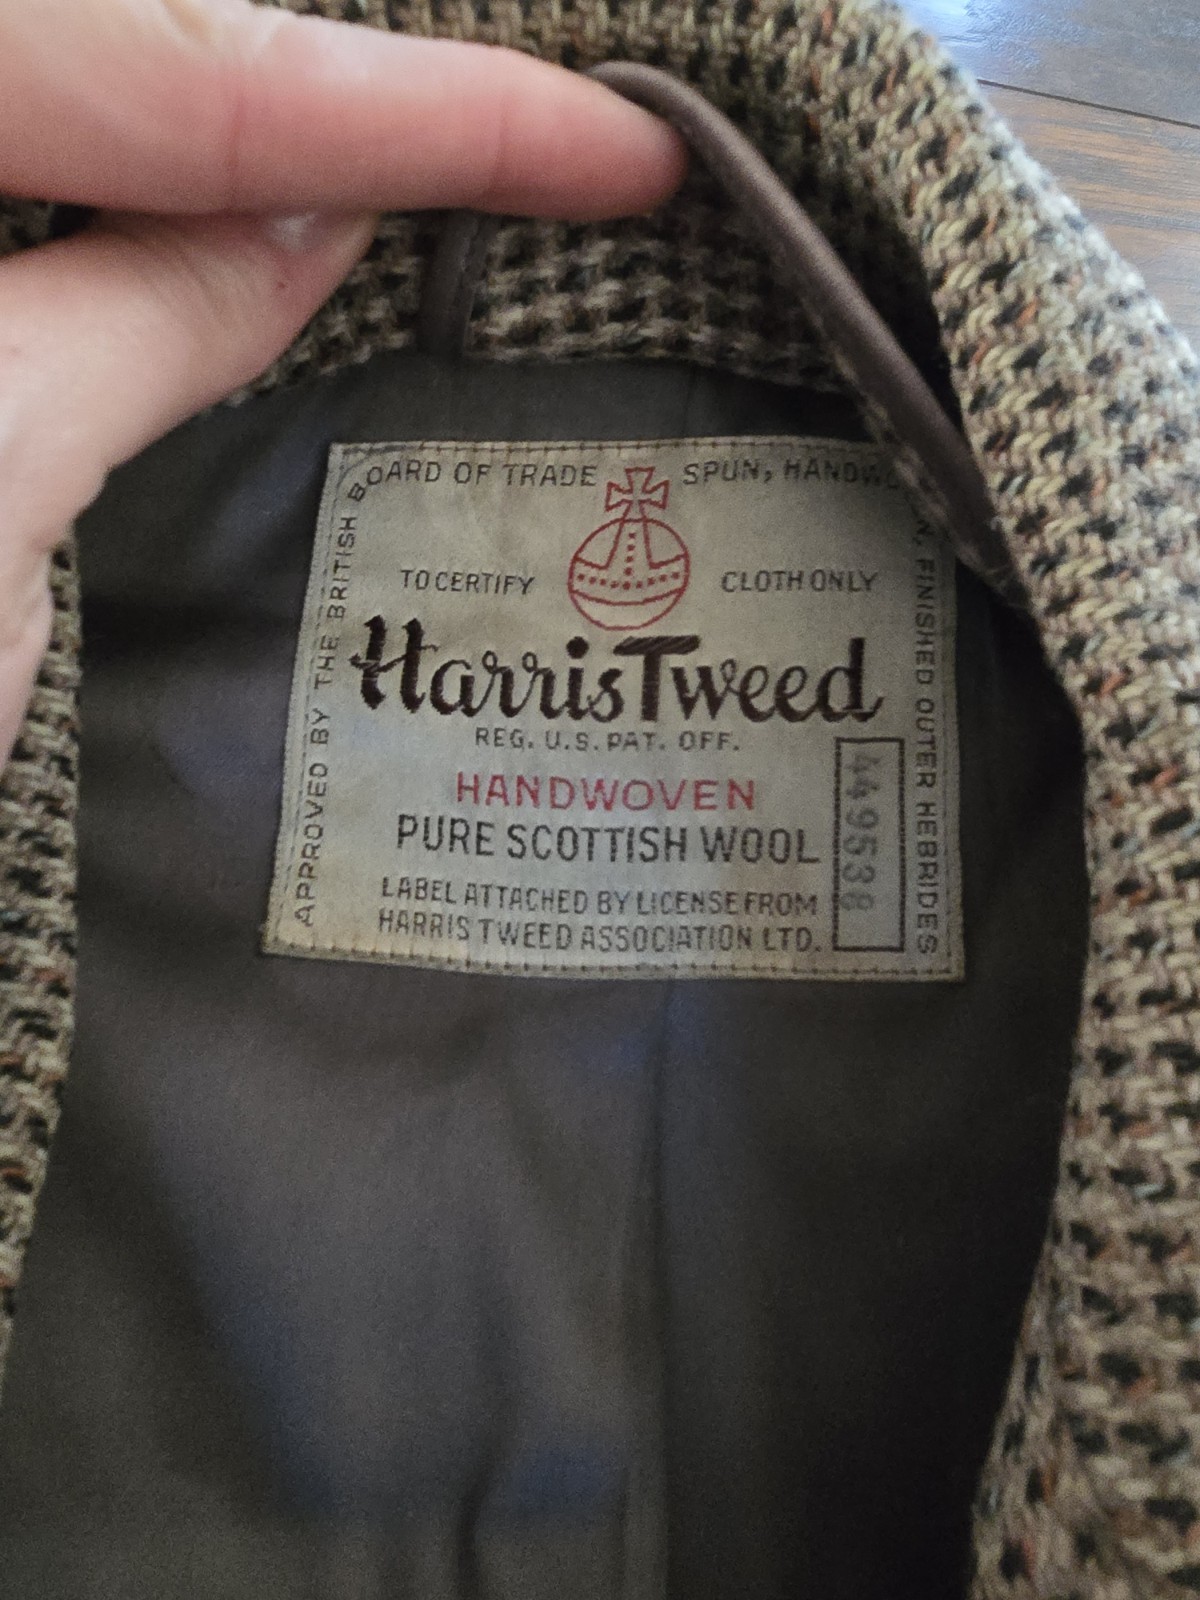 APPROVED BY THE BRITISH BOARD OF TRADE
SPUN, HANDWO
N, FINISHED OUTER HEBRIDES
TO CERTIFY
CLOTH ONLY
Harris Tweed
REG. U.S. PAT. OFF.
HANDWOVEN
PURE SCOTTISH WOOL
LABEL ATTACHED BY LICENSE FROM
HARRIS TWEED ASSOCIATION LTD.